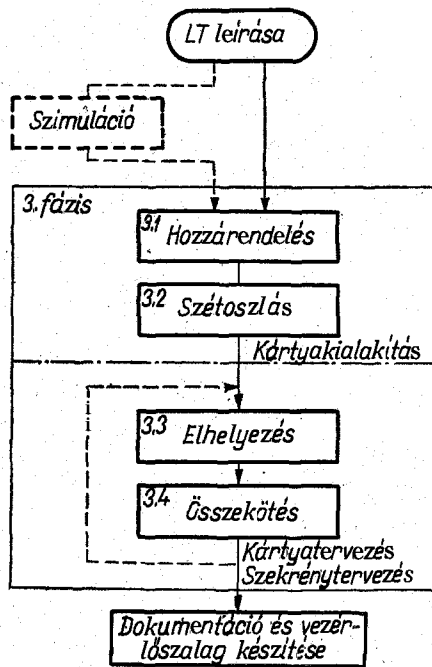 LT leírása
Szimuláció
3. fázis
3.1 Hozzárendelés
3.2 Szétoszlás
Kártyakialakítás
3.3 Elhelyezés
3.4 Összekötés
Kártyatervezés
Szekrénytervezés
Dokumentáció és vezér-
lőszalag készítése